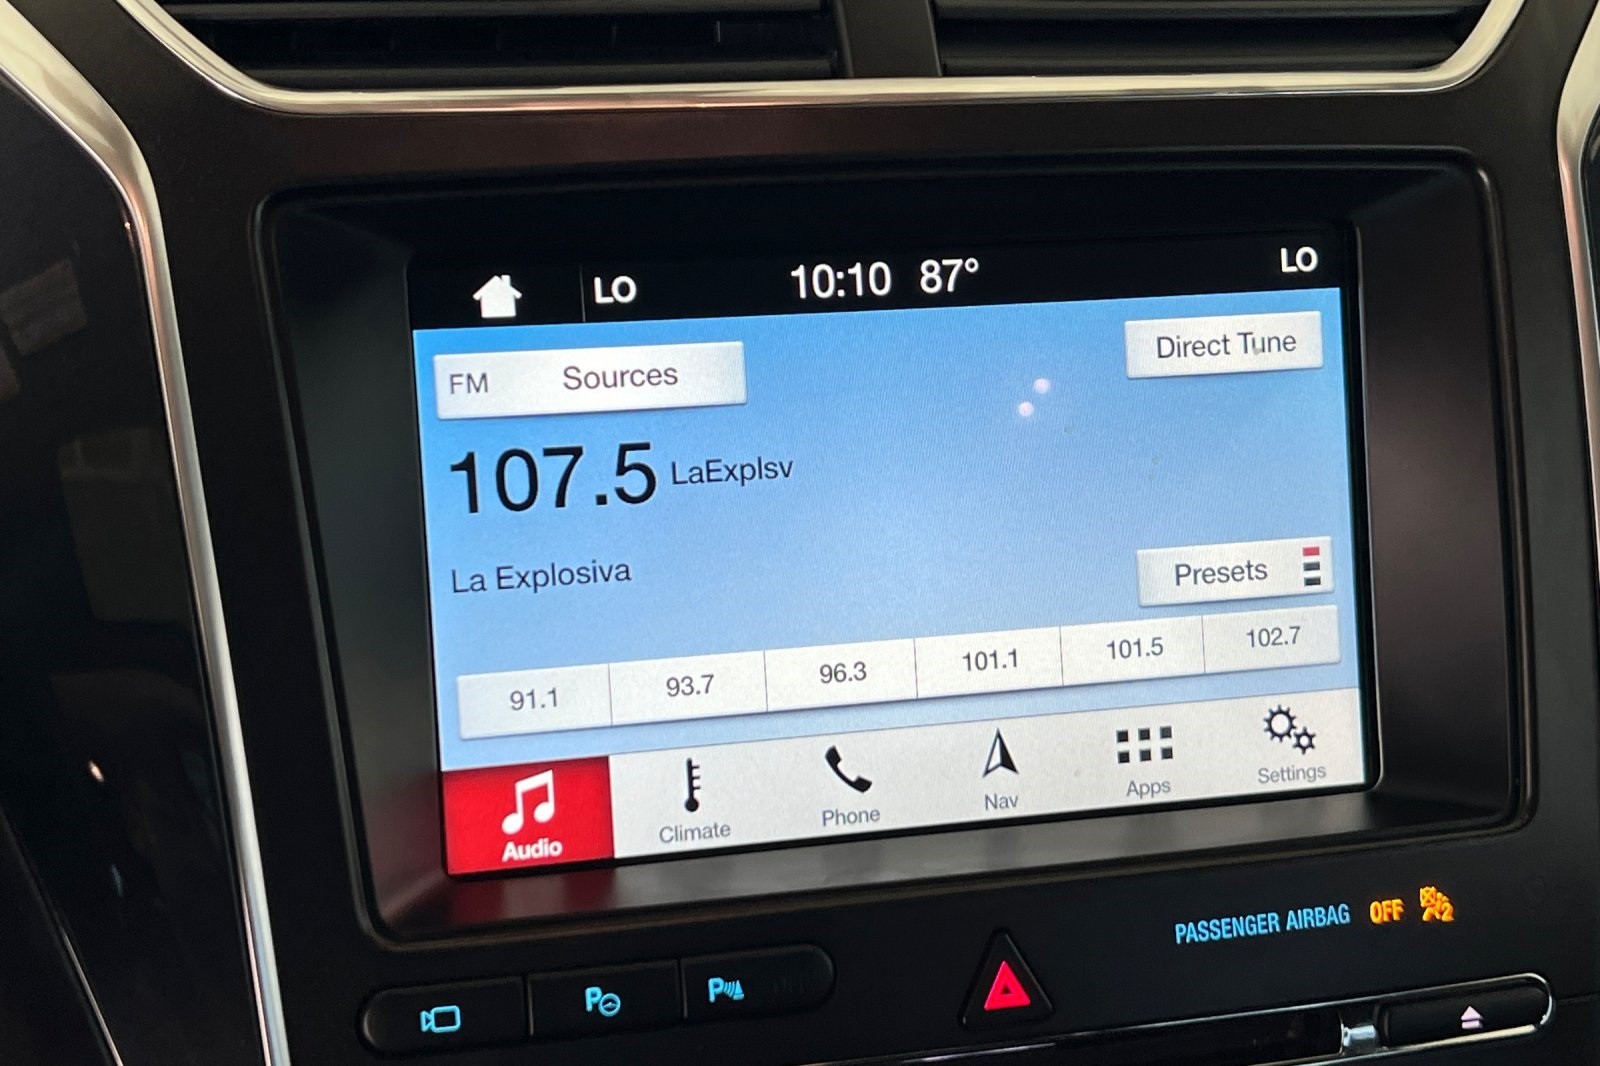 LO 10:10 87° LO
FM Sources Direct Tune
107.5 LaExplsv
La Explosiva
Presets
91.1 93.7 96.3 101.1 101.5 102.7
Audio Climate Phone Nav Apps Settings
PASSENGER AIRBAG OFF 2
P P